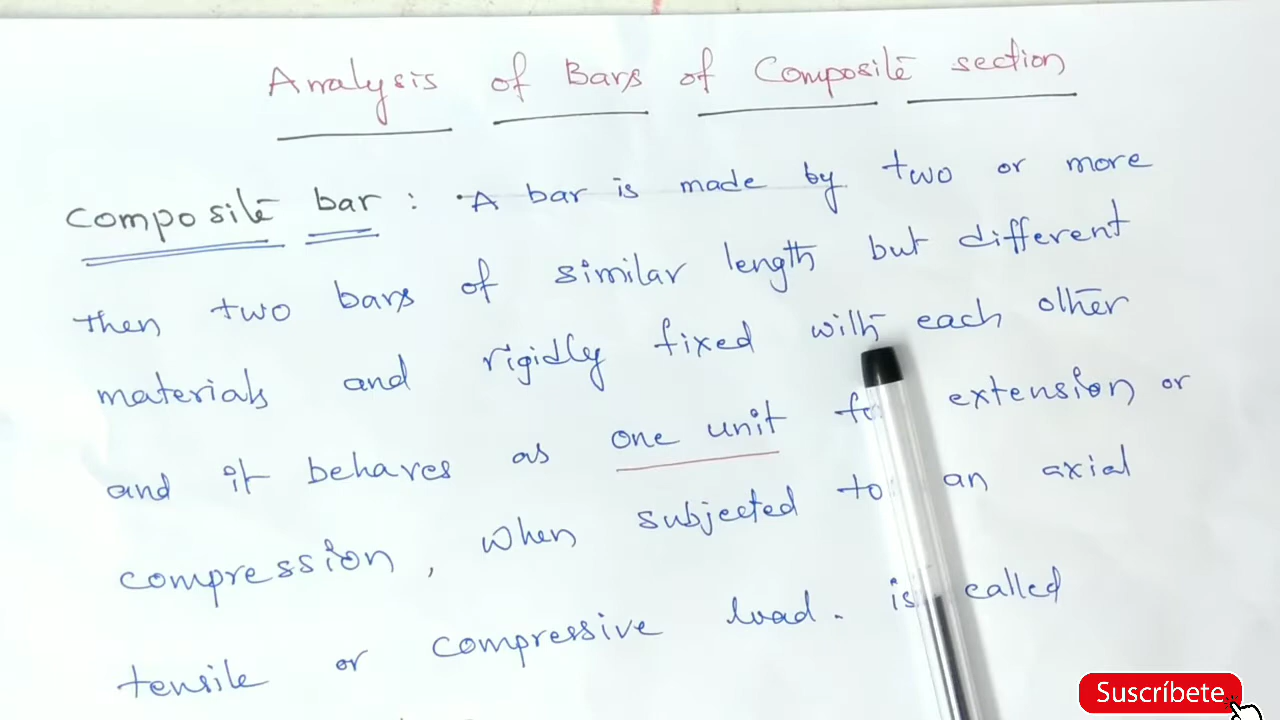 Analysis of Bars of Composite section
Composite bar : A bar is made by two or more
then two bars of similar length but different
materials and rigidly fixed with each other
and it behaves as one unit for extension or
compression, when subjected to an axial
tensile or compressive load. is called
Suscríbete